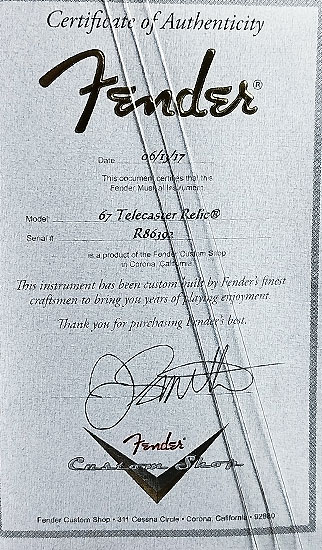 Certificate of Authenticity
Fender®
Date 06/13/17
This document certifies that this
Fender Musical Instrument
Model 67 Telecaster Relic®
Serial # R86392
is a product of the Fender Custom Shop
in Corona, California
This instrument has been custom built by Fender's finest
craftsmen to bring you years of playing enjoyment.
Thank you for purchasing Fender's best.
Fender
Custom Shop
Fender Custom Shop • 311 Cessna Circle • Corona, California • 92880